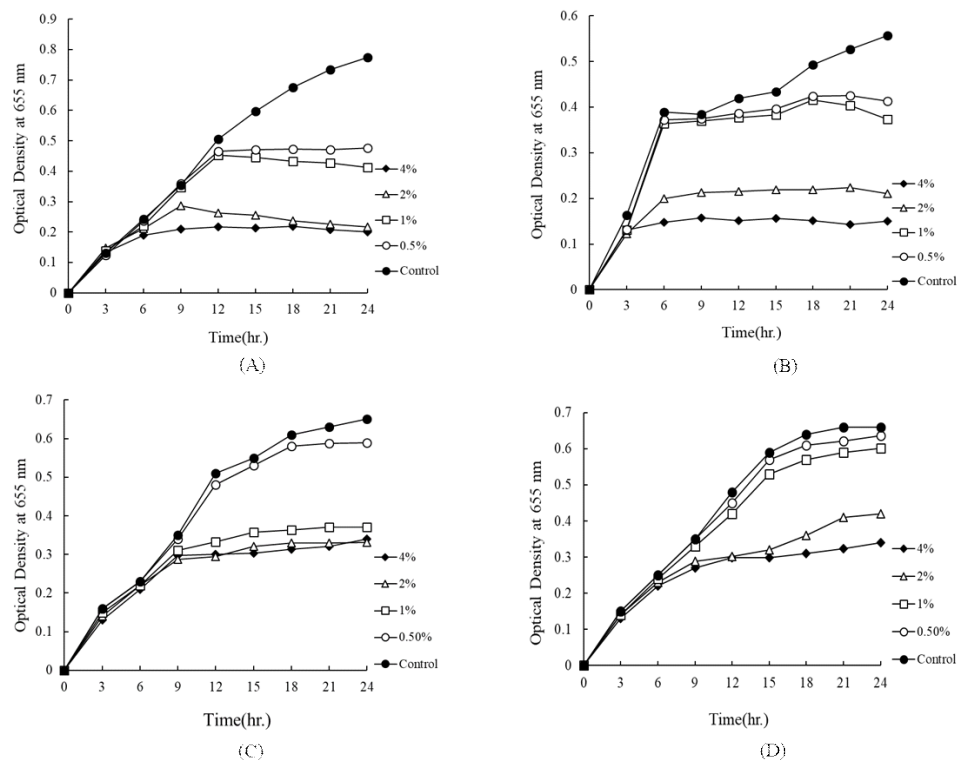 0.9
0.8
0.7
0.6
0.5
0.4
0.3
0.2
0.1
0
Optical Density at 655 nm
0 3 6 9 12 15 18 21 24
Time(hr.)
4%
2%
1%
0.5%
Control
(A)
0.6
0.5
0.4
0.3
0.2
0.1
0
Optical Density at 655 nm
0 3 6 9 12 15 18 21 24
Time(hr.)
4%
2%
1%
0.5%
Control
(B)
0.7
0.6
0.5
0.4
0.3
0.2
0.1
0
Optical Density at 655 nm
0 3 6 9 12 15 18 21 24
Time(hr.)
4%
2%
1%
0.50%
Control
(C)
0.7
0.6
0.5
0.4
0.3
0.2
0.1
0
Optical Density at 655 nm
0 3 6 9 12 15 18 21 24
Time(hr.)
4%
2%
1%
0.50%
Control
(D)